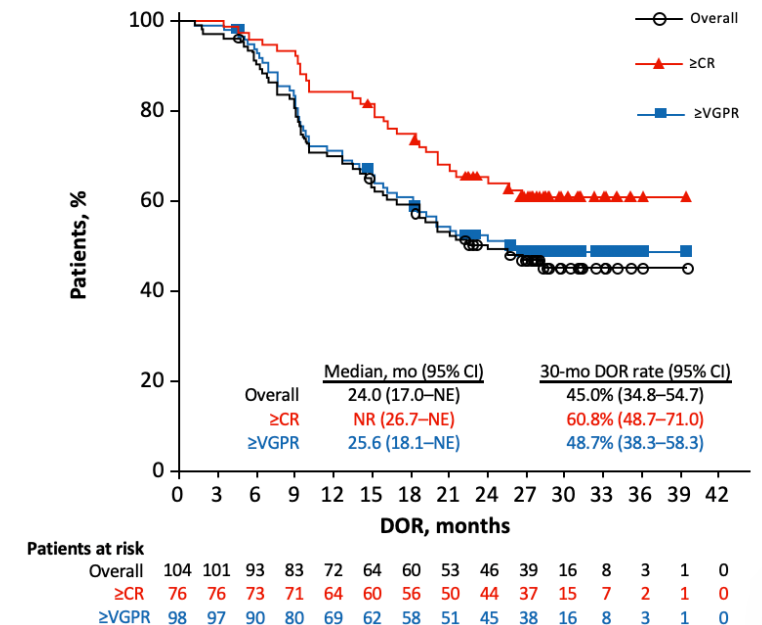 100
80
60
40
20
0
Patients, %
Overall
≥CR
≥VGPR
Median, mo (95% CI) 30-mo DOR rate (95% CI)
Overall 24.0 (17.0–NE) 45.0% (34.8–54.7)
≥CR NR (26.7–NE) 60.8% (48.7–71.0)
≥VGPR 25.6 (18.1–NE) 48.7% (38.3–58.3)
0 3 6 9 12 15 18 21 24 27 30 33 36 39 42
DOR, months
Patients at risk
Overall 104 101 93 83 72 64 60 53 46 39 16 8 3 1 0
≥CR 76 76 73 71 64 60 56 50 44 37 15 7 2 1 0
≥VGPR 98 97 90 80 69 62 58 51 45 38 16 8 3 1 0